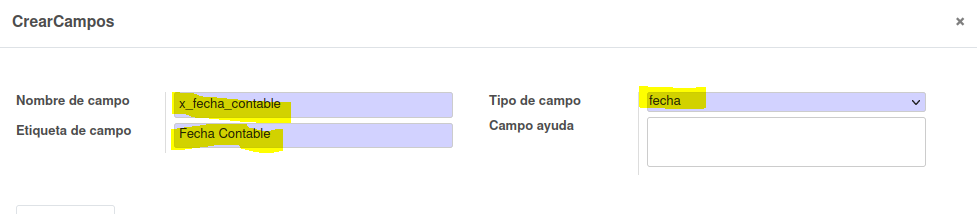 CrearCampos ×
Nombre de campo x_fecha_contable
Etiqueta de campo Fecha Contable
Tipo de campo fecha
Campo ayuda